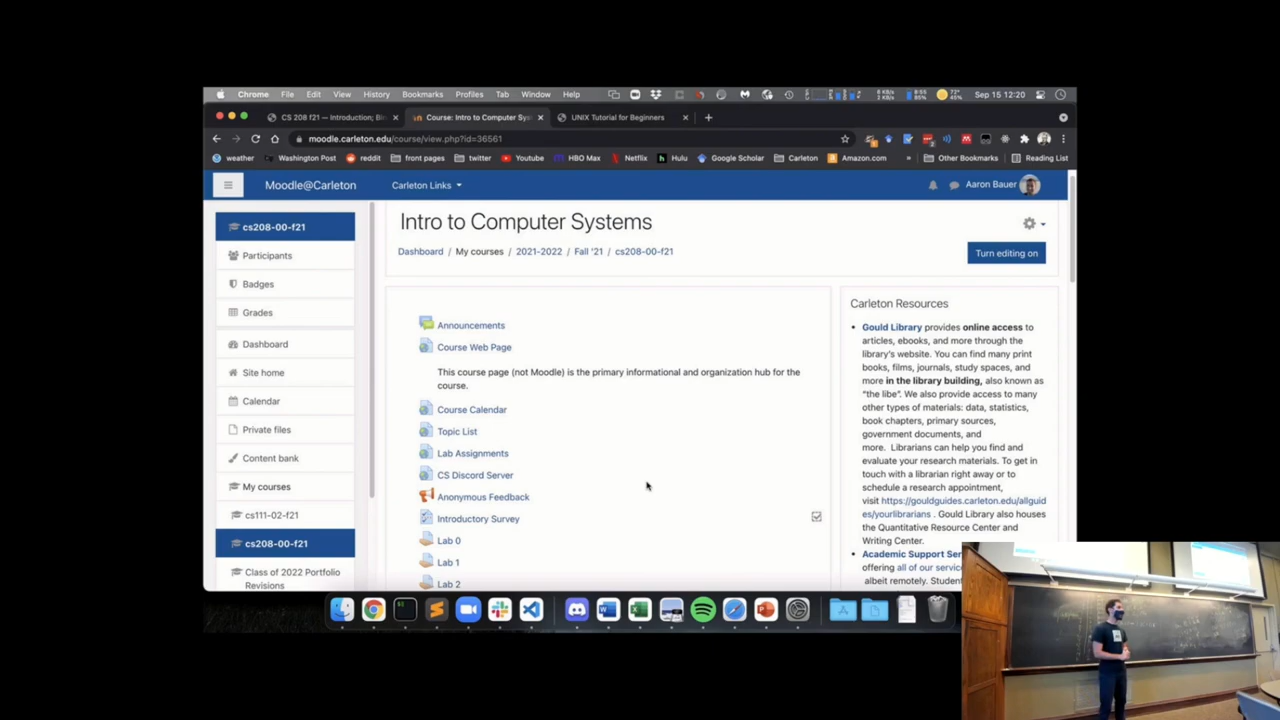 Chrome File Edit View History Bookmarks Profiles Tab Window Help Sep 15 12:20
CS 208 f21 — Introduction; Bi Course: Intro to Computer Sys UNIX Tutorial for Beginners
moodle.carleton.edu/course/view.php?id=36561
weather Washington Post reddit front pages twitter Youtube HBO Max Netflix Hulu Google Scholar Carleton Amazon.com » Other Bookmarks Reading List
Moodle@Carleton Carleton Links Aaron Bauer
cs208-00-f21
Participants
Badges
Grades
Dashboard
Site home
Calendar
Private files
Content bank
My courses
cs111-02-f21
cs208-00-f21
Class of 2022 Portfolio
Revisions
Intro to Computer Systems
Dashboard / My courses / 2021-2022 / Fall '21 / cs208-00-f21
Turn editing on
Announcements
Course Web Page
This course page (not Moodle) is the primary informational and organization hub for the
course.
Course Calendar
Topic List
Lab Assignments
CS Discord Server
Anonymous Feedback
Introductory Survey
Lab 0
Lab 1
Lab 2
Carleton Resources
• Gould Library provides online access to
articles, ebooks, and more through the
library's website. You can find many print
books, films, journals, study spaces, and
more in the library building, also known as
"the libe". We also provide access to many
other types of materials: data, statistics,
book chapters, primary sources,
government documents, and
more. Librarians can help you find and
evaluate your research materials. To get in
touch with a librarian right away or to
schedule a research appointment,
visit https://gouldguides.carleton.edu/allguid
es/yourlibrarians . Gould Library also houses
the Quantitative Resource Center and
Writing Center.
• Academic Support Ser
offering all of our servic
albeit remotely. Student